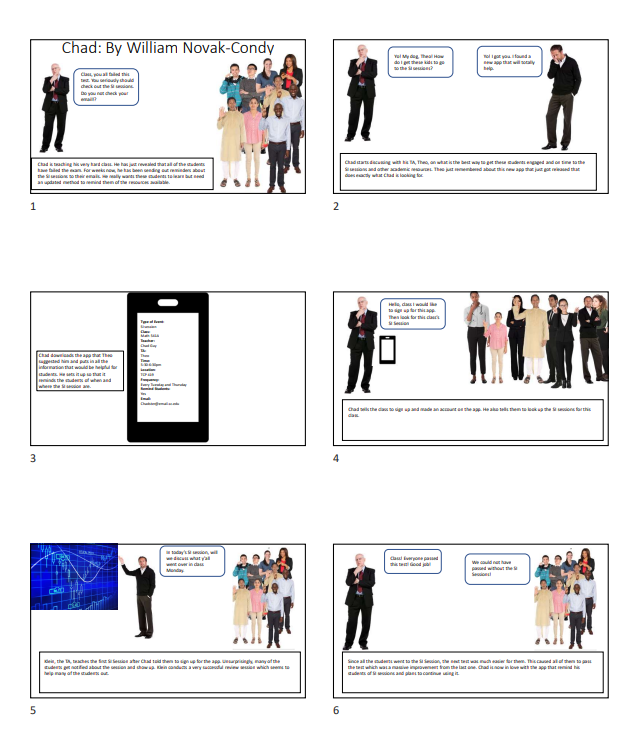 Chad: By William Novak-Condy
Class, you all failed this
test. You seriously should
check out the SI sessions.
Do you not check your
email!?
Chad is teaching his very hard class. He has just revealed that all of the students
have failed the exam. For weeks now, he has been sending out reminders about
the SI sessions to their emails. He really wants these students to learn but need
an updated method to remind them of the resources available.
1
Yo! My dog, Theo! How
do I get these kids to go
to the SI sessions?
Yo! I got you. I found a
new app that will totally
help.
Chad starts discussing with his TA, Theo, on what is the best way to get these students engaged and on time to the
SI sessions and other academic resources. Theo just remembered about this new app that just got released that
does exactly what Chad is looking for.
2
Chad downloads the app that Theo
suggested him and puts in all the
information that would be helpful for
students. He sets it up so that it
reminds the students of when and
where the SI session are.
Type of Event:
SI session
Class:
Math
Teacher:
Chad Guy
TA:
Theo
Time:
5:30-6:30pm
Location:
TCF
Frequency:
Every Tuesday and Thursday
Remind Students:
Yes
Email:
3
Hello, class I would like
to sign up for this app.
Then look for this class's
SI Session
Chad tells the class to sign up and made an account on the app. He also tells them to look up the SI sessions for this
class.
4
In today's SI session, will
we discuss what y'all
went over in class
Monday.
Klein, the TA, teaches the first SI Session after Chad told them to sign up for the app. Unsurprisingly, many of the
students get notified about the session and show up. Klein conducts a very successful review session which seems to
help many of the students out.
5
Class! Everyone passed
this test! Good job!
We could not have
passed without the SI
Sessions!
Since all the students went to the SI Session, the next test was much easier for them. This caused all of them to pass
the test which was a massive improvement from the last one. Chad is now in love with the app that remind his
students of SI sessions and plans to continue using it.
6